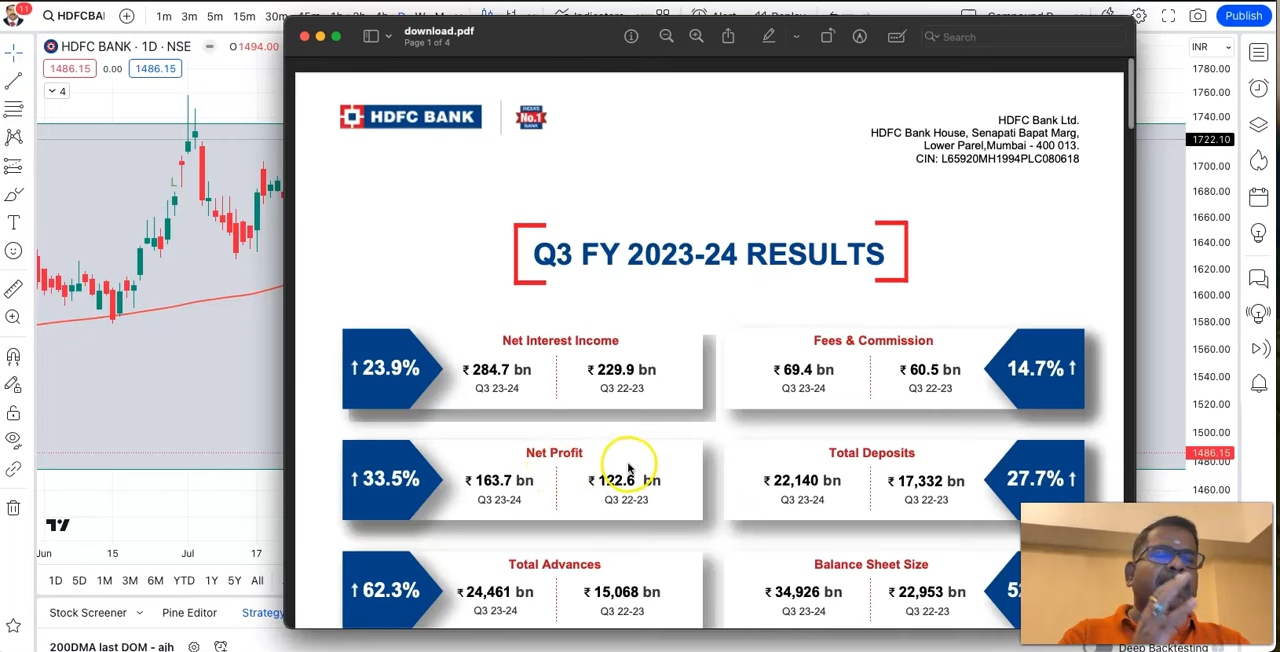 11
HDFCBA
1m 3m 5m 15m 30m
Publish
HDFC BANK · 1D · NSE
O1494.00
1486.15 0.00 1486.15
4
download.pdf
Page 1 of 4
Search
HDFC BANK
INDIA'S
No.1
HDFC Bank Ltd.
HDFC Bank House, Senapati Bapat Marg,
Lower Parel,Mumbai - 400 013.
CIN: L65920MH1994PLC080618
Q3 FY 2023-24 RESULTS
↑ 23.9%
Net Interest Income
₹ 284.7 bn ₹ 229.9 bn
Q3 23-24 Q3 22-23
Fees & Commission
₹ 69.4 bn ₹ 60.5 bn
Q3 23-24 Q3 22-23
14.7% ↑
↑ 33.5%
Net Profit
₹ 163.7 bn ₹ 122.6 bn
Q3 23-24 Q3 22-23
Total Deposits
₹ 22,140 bn ₹ 17,332 bn
Q3 23-24 Q3 22-23
27.7% ↑
↑ 62.3%
Total Advances
₹ 24,461 bn ₹ 15,068 bn
Q3 23-24 Q3 22-23
Balance Sheet Size
₹ 34,926 bn ₹ 22,953 bn
Q3 23-24 Q3 22-23
INR
1780.00
1760.00
1740.00
1722.10
1700.00
1680.00
1660.00
1640.00
1620.00
1600.00
1580.00
1560.00
1540.00
1520.00
1500.00
1486.15
1480.00
1460.00
Jun 15 Jul 17
1D 5D 1M 3M 6M YTD 1Y 5Y All
Stock Screener Pine Editor Strategy
200DMA last DOM - ajh
Deep Backtesting